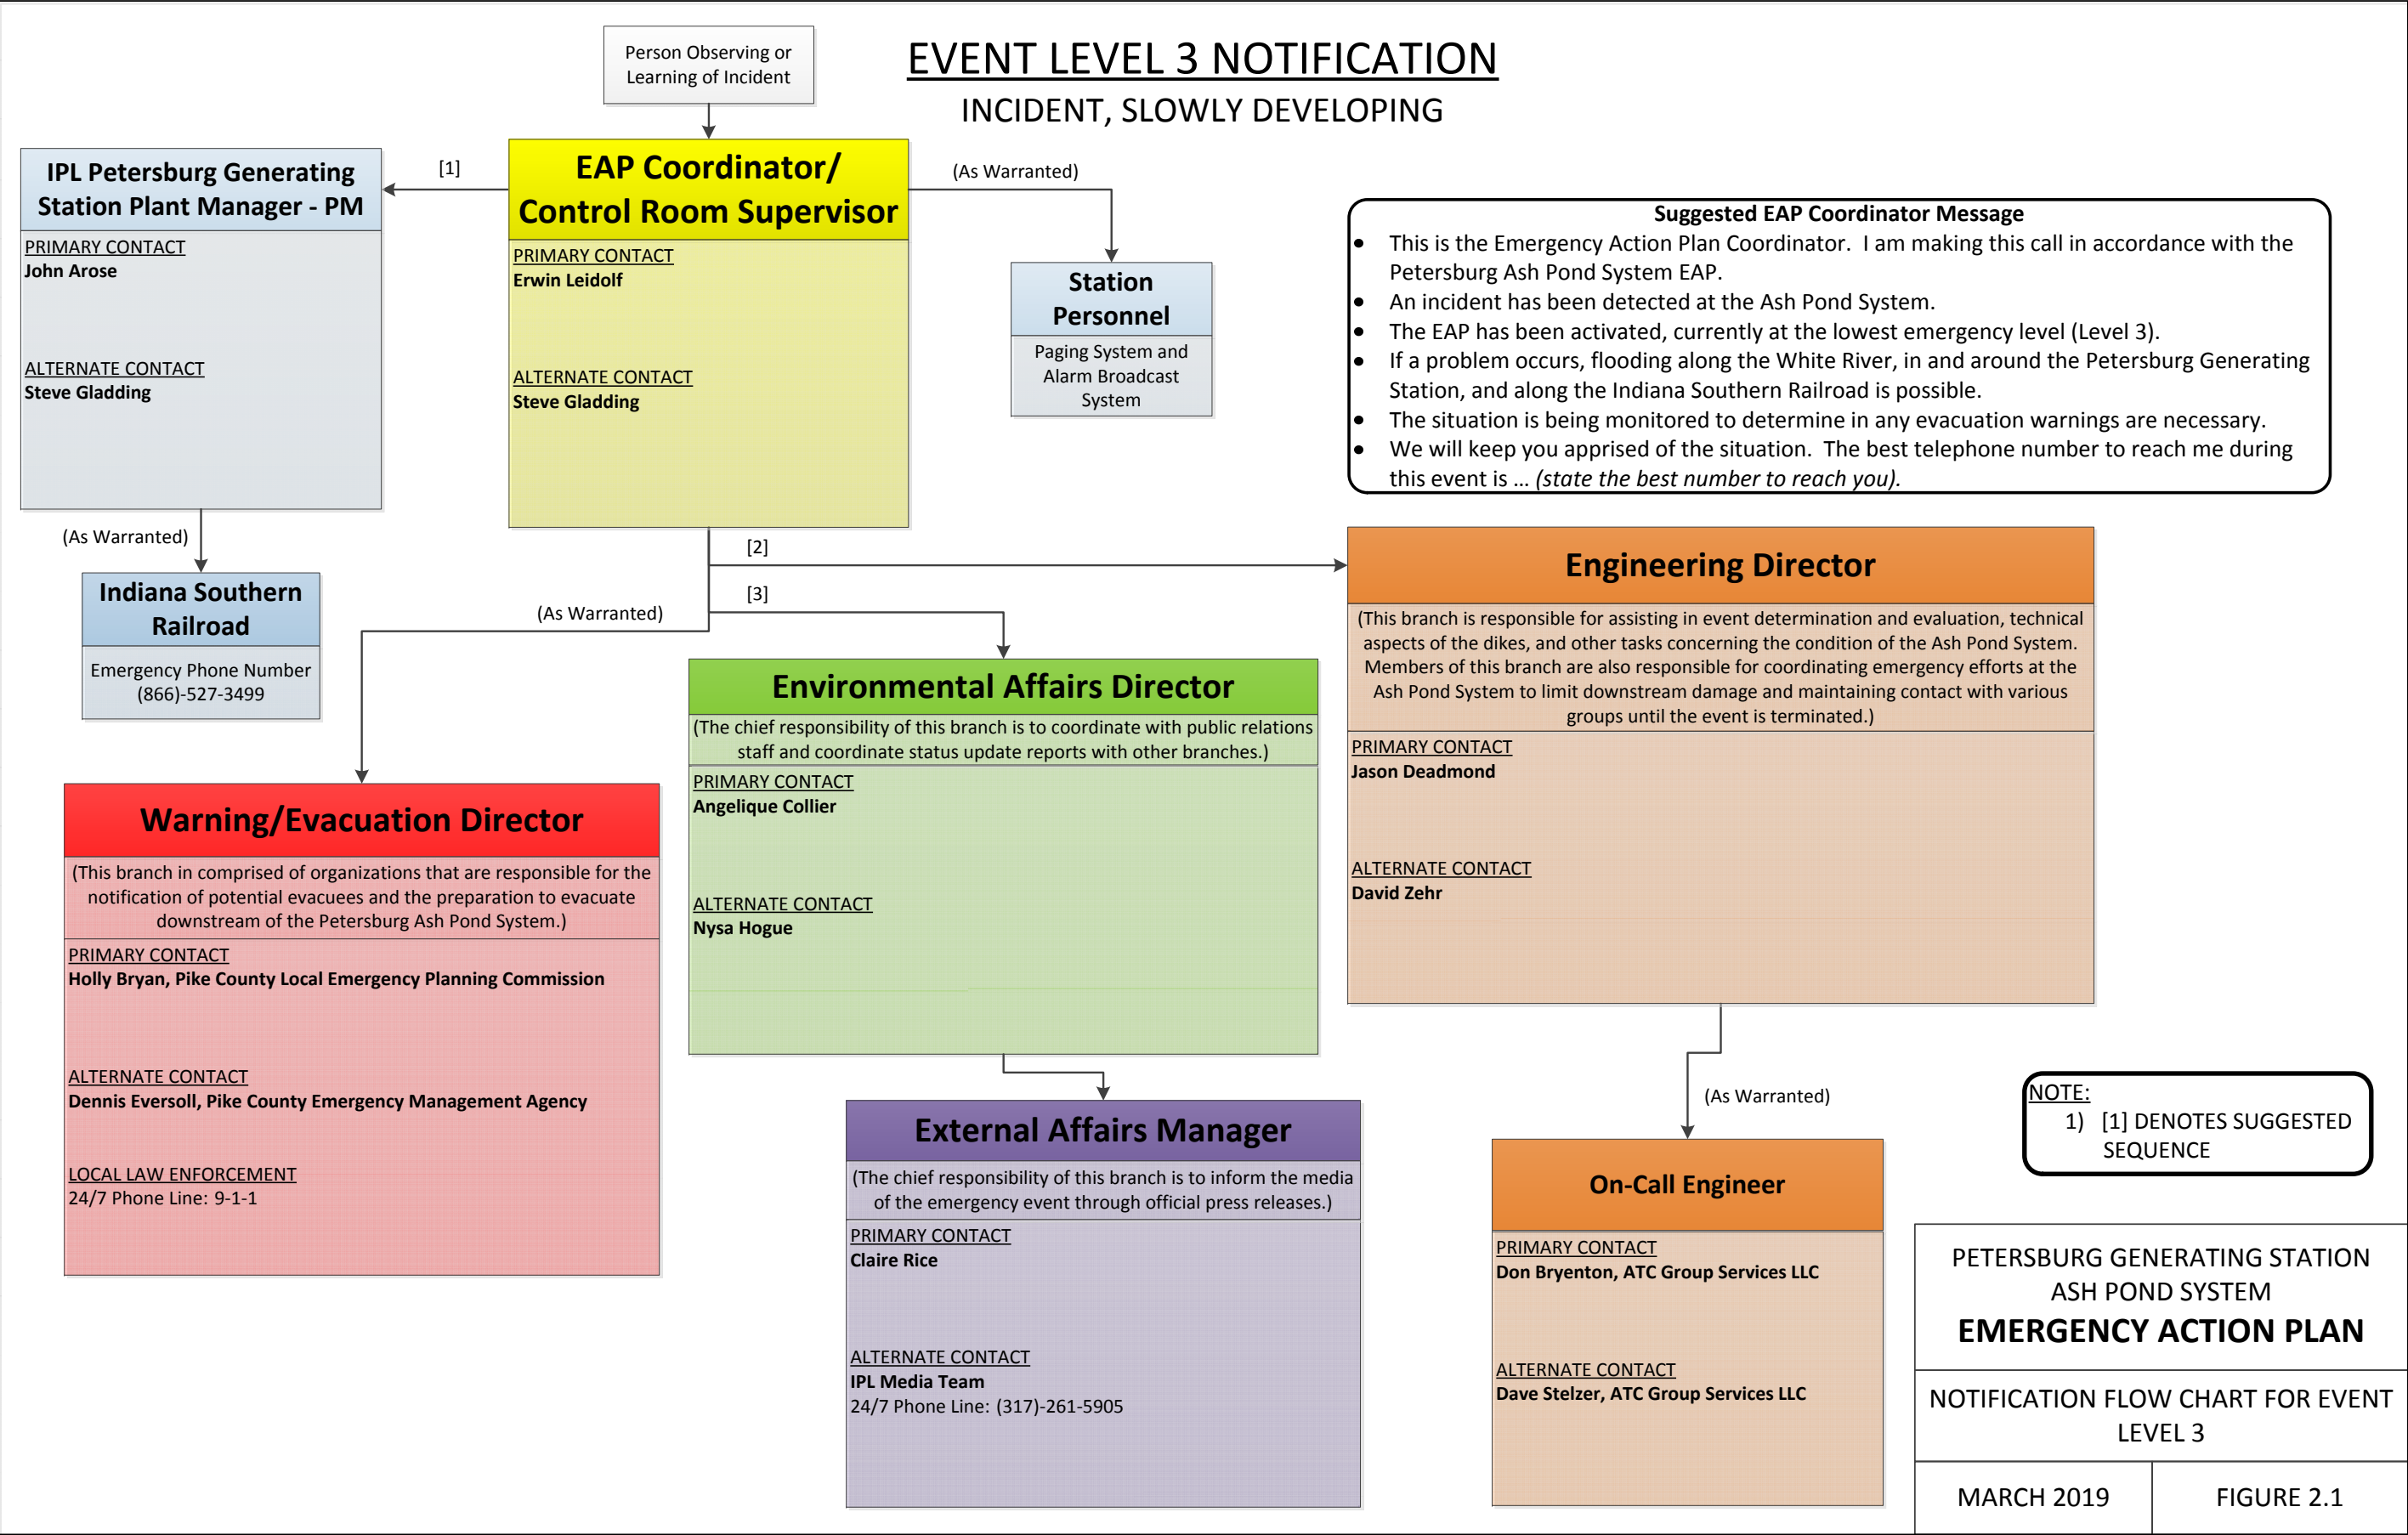 Person Observing or
Learning of Incident
EVENT LEVEL 3 NOTIFICATION
INCIDENT, SLOWLY DEVELOPING
IPL Petersburg Generating
Station Plant Manager - PM
PRIMARY CONTACT
John Arose
ALTERNATE CONTACT
Steve Gladding
[1]
EAP Coordinator/
Control Room Supervisor
PRIMARY CONTACT
Erwin Leidolf
ALTERNATE CONTACT
Steve Gladding
(As Warranted)
Station
Personnel
Paging System and
Alarm Broadcast
System
Suggested EAP Coordinator Message
• This is the Emergency Action Plan Coordinator. I am making this call in accordance with the
Petersburg Ash Pond System EAP.
• An incident has been detected at the Ash Pond System.
• The EAP has been activated, currently at the lowest emergency level (Level 3).
• If a problem occurs, flooding along the White River, in and around the Petersburg Generating
Station, and along the Indiana Southern Railroad is possible.
• The situation is being monitored to determine in any evacuation warnings are necessary.
• We will keep you apprised of the situation. The best telephone number to reach me during
this event is … (state the best number to reach you).
(As Warranted)
Indiana Southern
Railroad
Emergency Phone Number
(866)-527-3499
[2]
[3]
(As Warranted)
Engineering Director
(This branch is responsible for assisting in event determination and evaluation, technical
aspects of the dikes, and other tasks concerning the condition of the Ash Pond System.
Members of this branch are also responsible for coordinating emergency efforts at the
Ash Pond System to limit downstream damage and maintaining contact with various
groups until the event is terminated.)
PRIMARY CONTACT
Jason Deadmond
ALTERNATE CONTACT
David Zehr
Environmental Affairs Director
(The chief responsibility of this branch is to coordinate with public relations
staff and coordinate status update reports with other branches.)
PRIMARY CONTACT
Angelique Collier
ALTERNATE CONTACT
Nysa Hogue
Warning/Evacuation Director
(This branch in comprised of organizations that are responsible for the
notification of potential evacuees and the preparation to evacuate
downstream of the Petersburg Ash Pond System.)
PRIMARY CONTACT
Holly Bryan, Pike County Local Emergency Planning Commission
ALTERNATE CONTACT
Dennis Eversoll, Pike County Emergency Management Agency
LOCAL LAW ENFORCEMENT
24/7 Phone Line: 9-1-1
External Affairs Manager
(The chief responsibility of this branch is to inform the media
of the emergency event through official press releases.)
PRIMARY CONTACT
Claire Rice
ALTERNATE CONTACT
IPL Media Team
24/7 Phone Line: (317)-261-5905
(As Warranted)
On-Call Engineer
PRIMARY CONTACT
Don Bryenton, ATC Group Services LLC
ALTERNATE CONTACT
Dave Stelzer, ATC Group Services LLC
NOTE:
1) [1] DENOTES SUGGESTED
SEQUENCE
PETERSBURG GENERATING STATION
ASH POND SYSTEM
EMERGENCY ACTION PLAN
NOTIFICATION FLOW CHART FOR EVENT
LEVEL 3
MARCH 2019
FIGURE 2.1